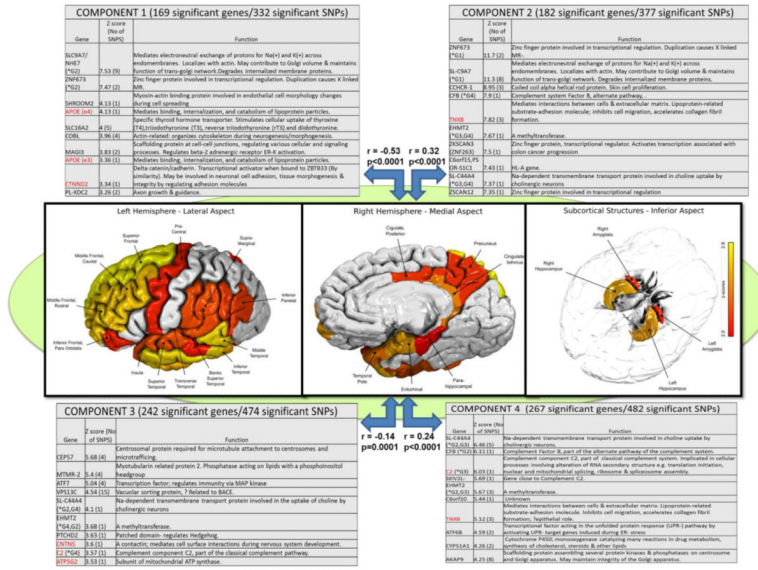 COMPONENT 1 (169 significant genes/332 significant SNPs)
Gene
Z score (No of SNPS)
Function
SLC9A7/ NHE7 (*G2)
7.53 (9)
Mediates electroneutral exchange of protons for Na(+) and K(+) across
endomembranes. Localizes with actin. May contribute to Golgi volume & maintains
function of trans-golgi network.Degrades internalized membrane proteins.
ZNF673 (*G2)
7.47 (2)
Zinc finger protein involved in transcriptional regulation. Duplication causes X linked
MR.
SHROOM2
4.13 (1)
Myosin-actin binding protein involved in endothelial cell morphology changes
during cell spreading
APOE (e4)
4.13 (1)
Mediates binding, internalization, and catabolism of lipoprotein particles.
SLC16A2
4 (5)
Specific thyroid hormone transporter. Stimulates cellular uptake of thyroxine
(T4),triiodothyronine (T3), reverse triiodothyronine (rT3) and diidothyronine.
COBL
3.96 (4)
Actin-related: organizes cytoskeleton during neurogenesis/morphogenesis.
MAGI3
3.83 (2)
Scaffolding protein at cell-cell junctions, regulating various cellular and signaling
processes. Regulates beta-2 adrenergic receptor ER-K activation.
APOE (e3)
3.36 (1)
Mediates binding, internalization, and catabolism of lipoprotein particles.
CTNND2
3.34 (1)
Delta catenin/cadherin. Transcriptional activator when bound to ZBTB33 (By
similarity). May be involved in neuronal cell adhesion, tissue morphogenesis &
integrity by regulating adhesion molecules
PL-XDC2
3.26 (2)
Axon growth & guidance.
COMPONENT 2 (182 significant genes/377 significant SNPs)
Gene
Z score (No of SNPS)
Function
ZNF673 (*G1)
11.7 (2)
Zinc finger protein involved in transcriptional regulation. Duplication causes X linked
MR-.
SL-C9A7 (*G1)
11.3 (8)
Mediates electroneutral exchange of protons for Na(+) and K(+) across
endomembranes. Localizes with actin. May contribute to Golgi volume & maintains
function of trans-golgi network.Degrades internalized membrane proteins.
CCHCR-1
8.95 (3)
Coiled coil alpha helical rod protein. Skin cell proliferation.
CFB (*G4)
7.9 (1)
Complement system Factor B, alternate pathway, .
TNXB
7.82 (3)
Mediates interactions between cells & extracellular matrix. Lipoprotein-related
substrate-adhesion molecule; inhibits cell migration, accelerates collagen fibril
formation.
EHMT2 (*G3,G4)
7.67 (1)
A methyltransferase.
ZKSCAN3 (ZNF263)
7.5 (1)
Zinc finger protein, transcriptional regulator. Activates transcription associated with
colon cancer progression
C6orf15,PS OR-S1C1
7.43 (1)
HL-A gene.
SL-C44A4 (*G3,G4)
7.37 (1)
Na-dependent transmembrane transport protein involved in choline uptake by
cholinergic neurons
ZSCAN12
7.35 (1)
Zinc finger protein involved in transcriptional regulation
r = -0.53
p<0.0001
r = 0.32
p<0.0001
Left Hemisphere - Lateral Aspect
Pre-Central
Superior Frontal
Supra-Marginal
Middle Frontal, Caudal
Middle Frontal, Rostral
Inferior Parietal
Inferior Frontal, Pars Orbitalis
Middle Temporal
Insula
Superior Temporal
Transverse Temporal
Banks Superior Temporal
Inferior Temporal
Right Hemisphere - Medial Aspect
Cigulate, Posterior
Precuneus
Cingulate Isthmus
Temporal Pole
Entorhinal
Para-hippocampal
Subcortical Structures - Inferior Aspect
Right Amygdala
Right Hippocampus
Left Amygdala
Left Hippocampus
z-scores
COMPONENT 3 (242 significant genes/474 significant SNPs)
Gene
Z score (No of SNPS)
Function
CEP57
5.68 (4)
Centrosomal protein required for microtubule attachment to centrosomes and
microtrafficing.
MTMR-2
5.4 (4)
Myotubularin related protein 2. Phosphatase acting on lipids with a phosphoinositol
headgroup
ATF7
5.04 (4)
Transcription factor; regulates immunity via MAP kinase
VPS13C
4.54 (15)
Vacuolar sorting protein, ? Related to BACE.
SL-C44A4 (*G2,G4)
4.1 (1)
Na-dependent transmembrane transport protein involved in the uptake of choline by
cholinergic neurons
EHMT2 (*G4,G2)
3.68 (1)
A methyltransferase.
PTCHD2
3.63 (1)
Patched domain- regulates Hedgehog.
CNTN5
3.6 (1)
A contactin; mediates cell surface interactions during nervous system development.
C2 (*G4)
3.57 (1)
Complement component C2, part of the classical complement pathway.
ATP5G2
3.53 (1)
Subunit of mitochondrial ATP synthase.
r = -0.14
p=0.0001
r = 0.24
p<0.0001
COMPONENT 4 (267 significant genes/482 significant SNPs)
Gene
Z score (No of SNPS)
Function
SL-C44A4 (*G2,G3)
6.46 (5)
Na-dependent transmembrane transport protein involved in choline uptake by
cholinergic neurons.
CFB (*G2)
6.11 (1)
Complement Factor B, part of the alternate pathway of the complement system.
C2 (*G3)
6.03 (1)
Complement component C2, part of classical complement system. Implicated in cellular
processes involving alteration of RNA secondary structure e.g. translation initiation,
nuclear and mitochondrial splicing, ribosome & spliceosome assembly.
SKIV2L-
5.69 (1)
Gene close to Complement C2.
EHMT2 (*G2,G3)
5.67 (3)
A methyltransferase.
C6orf10
5.44 (1)
Unknown
TNXB
5.12 (3)
Mediates interactions between cells & extracellular matrix. Lipoprotein-related
substrate-adhesion molecule. Inhibits cell migration, accelerates collagen fibril
formation; ?epithelial role.
ATF6B
4.59 (2)
Transcriptional factor acting in the unfolded protein response (UPR-) pathway by
activating UPR- target genes induced during ER- stress
CYP51A1
4.26 (2)
Cytochrome P450; monooxygenase catalyzing many reactions in drug metabolism,
synthesis of cholesterol, steroids & other lipids
AKAP9
4.25 (8)
Scaffolding protein assembling several protein kinases & phosphatases on centrosome
and Golgi apparatus. May maintain integrity of the Golgi apparatus.